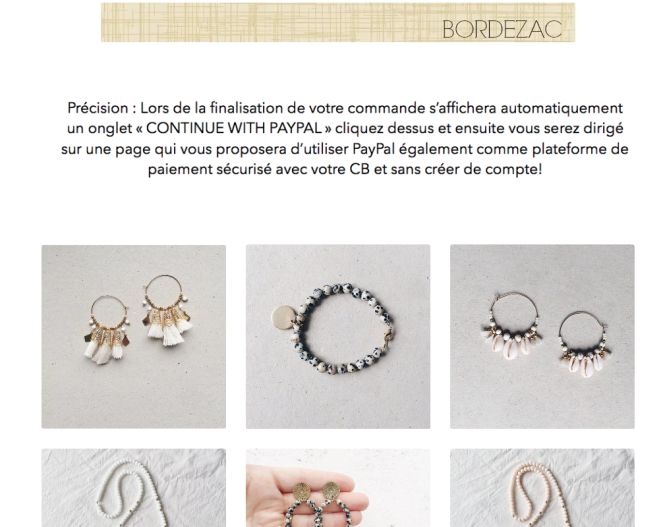 BORDEZAC
Précision : Lors de la finalisation de votre commande s’affichera automatiquement
un onglet « CONTINUE WITH PAYPAL » cliquez dessus et ensuite vous serez dirigé
sur une page qui vous proposera d’utiliser PayPal également comme plateforme de
paiement sécurisé avec votre CB et sans créer de compte!